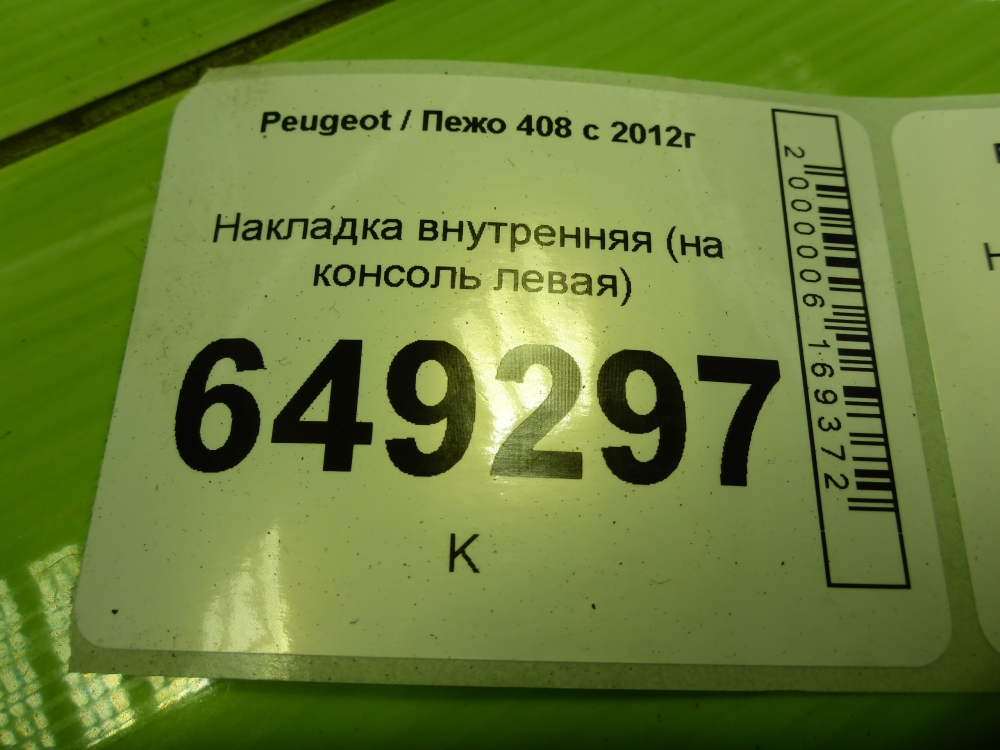 Peugeot / Пежо 408 с 2012г
Накладка внутренняя (на
консоль левая)
649297
К
2000006169372